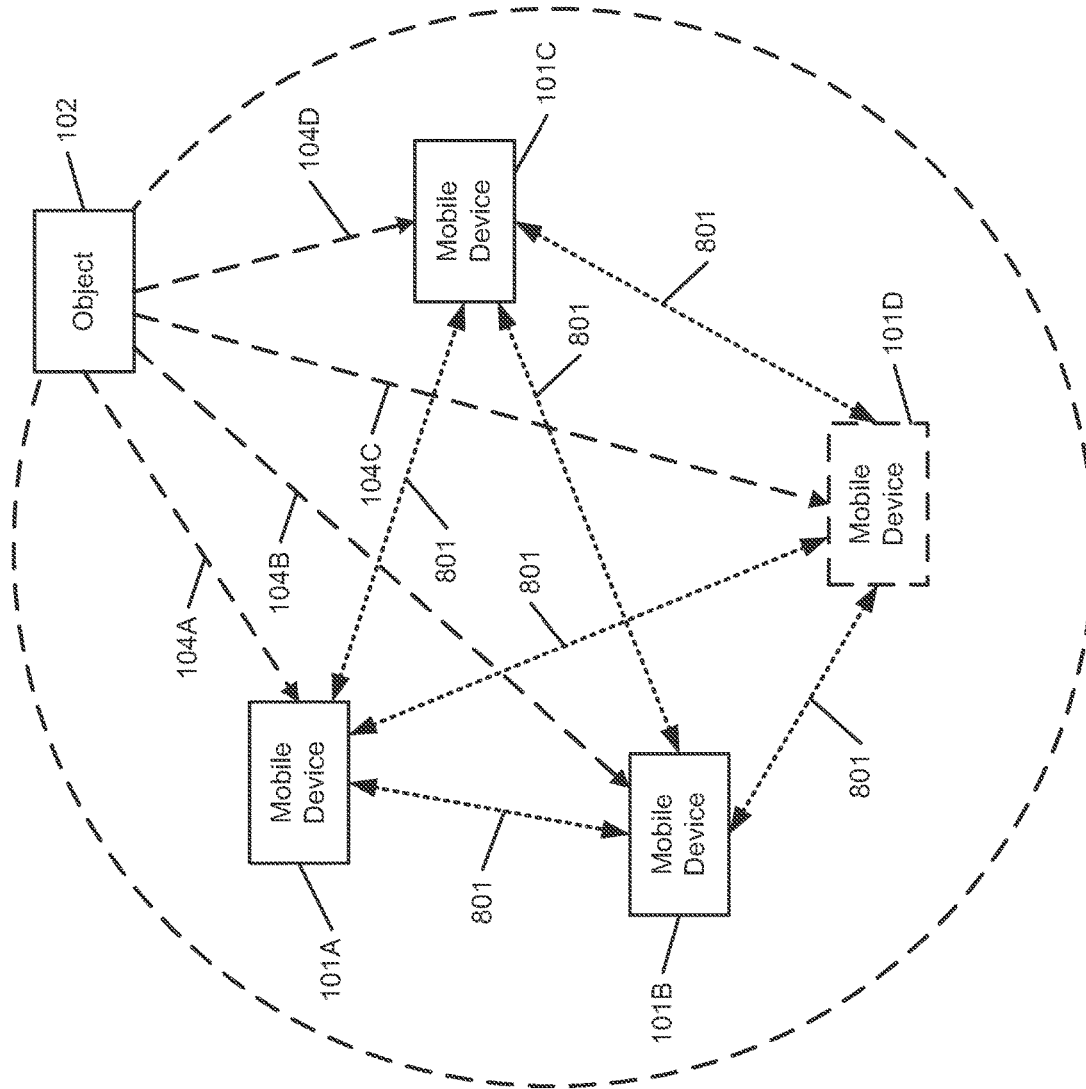 102
Object
104A
Mobile
Device
104B
104D
101A
104C
801
Mobile
Device
801
801
101C
801
Mobile
Device
101B
801
801
Mobile
Device
101D